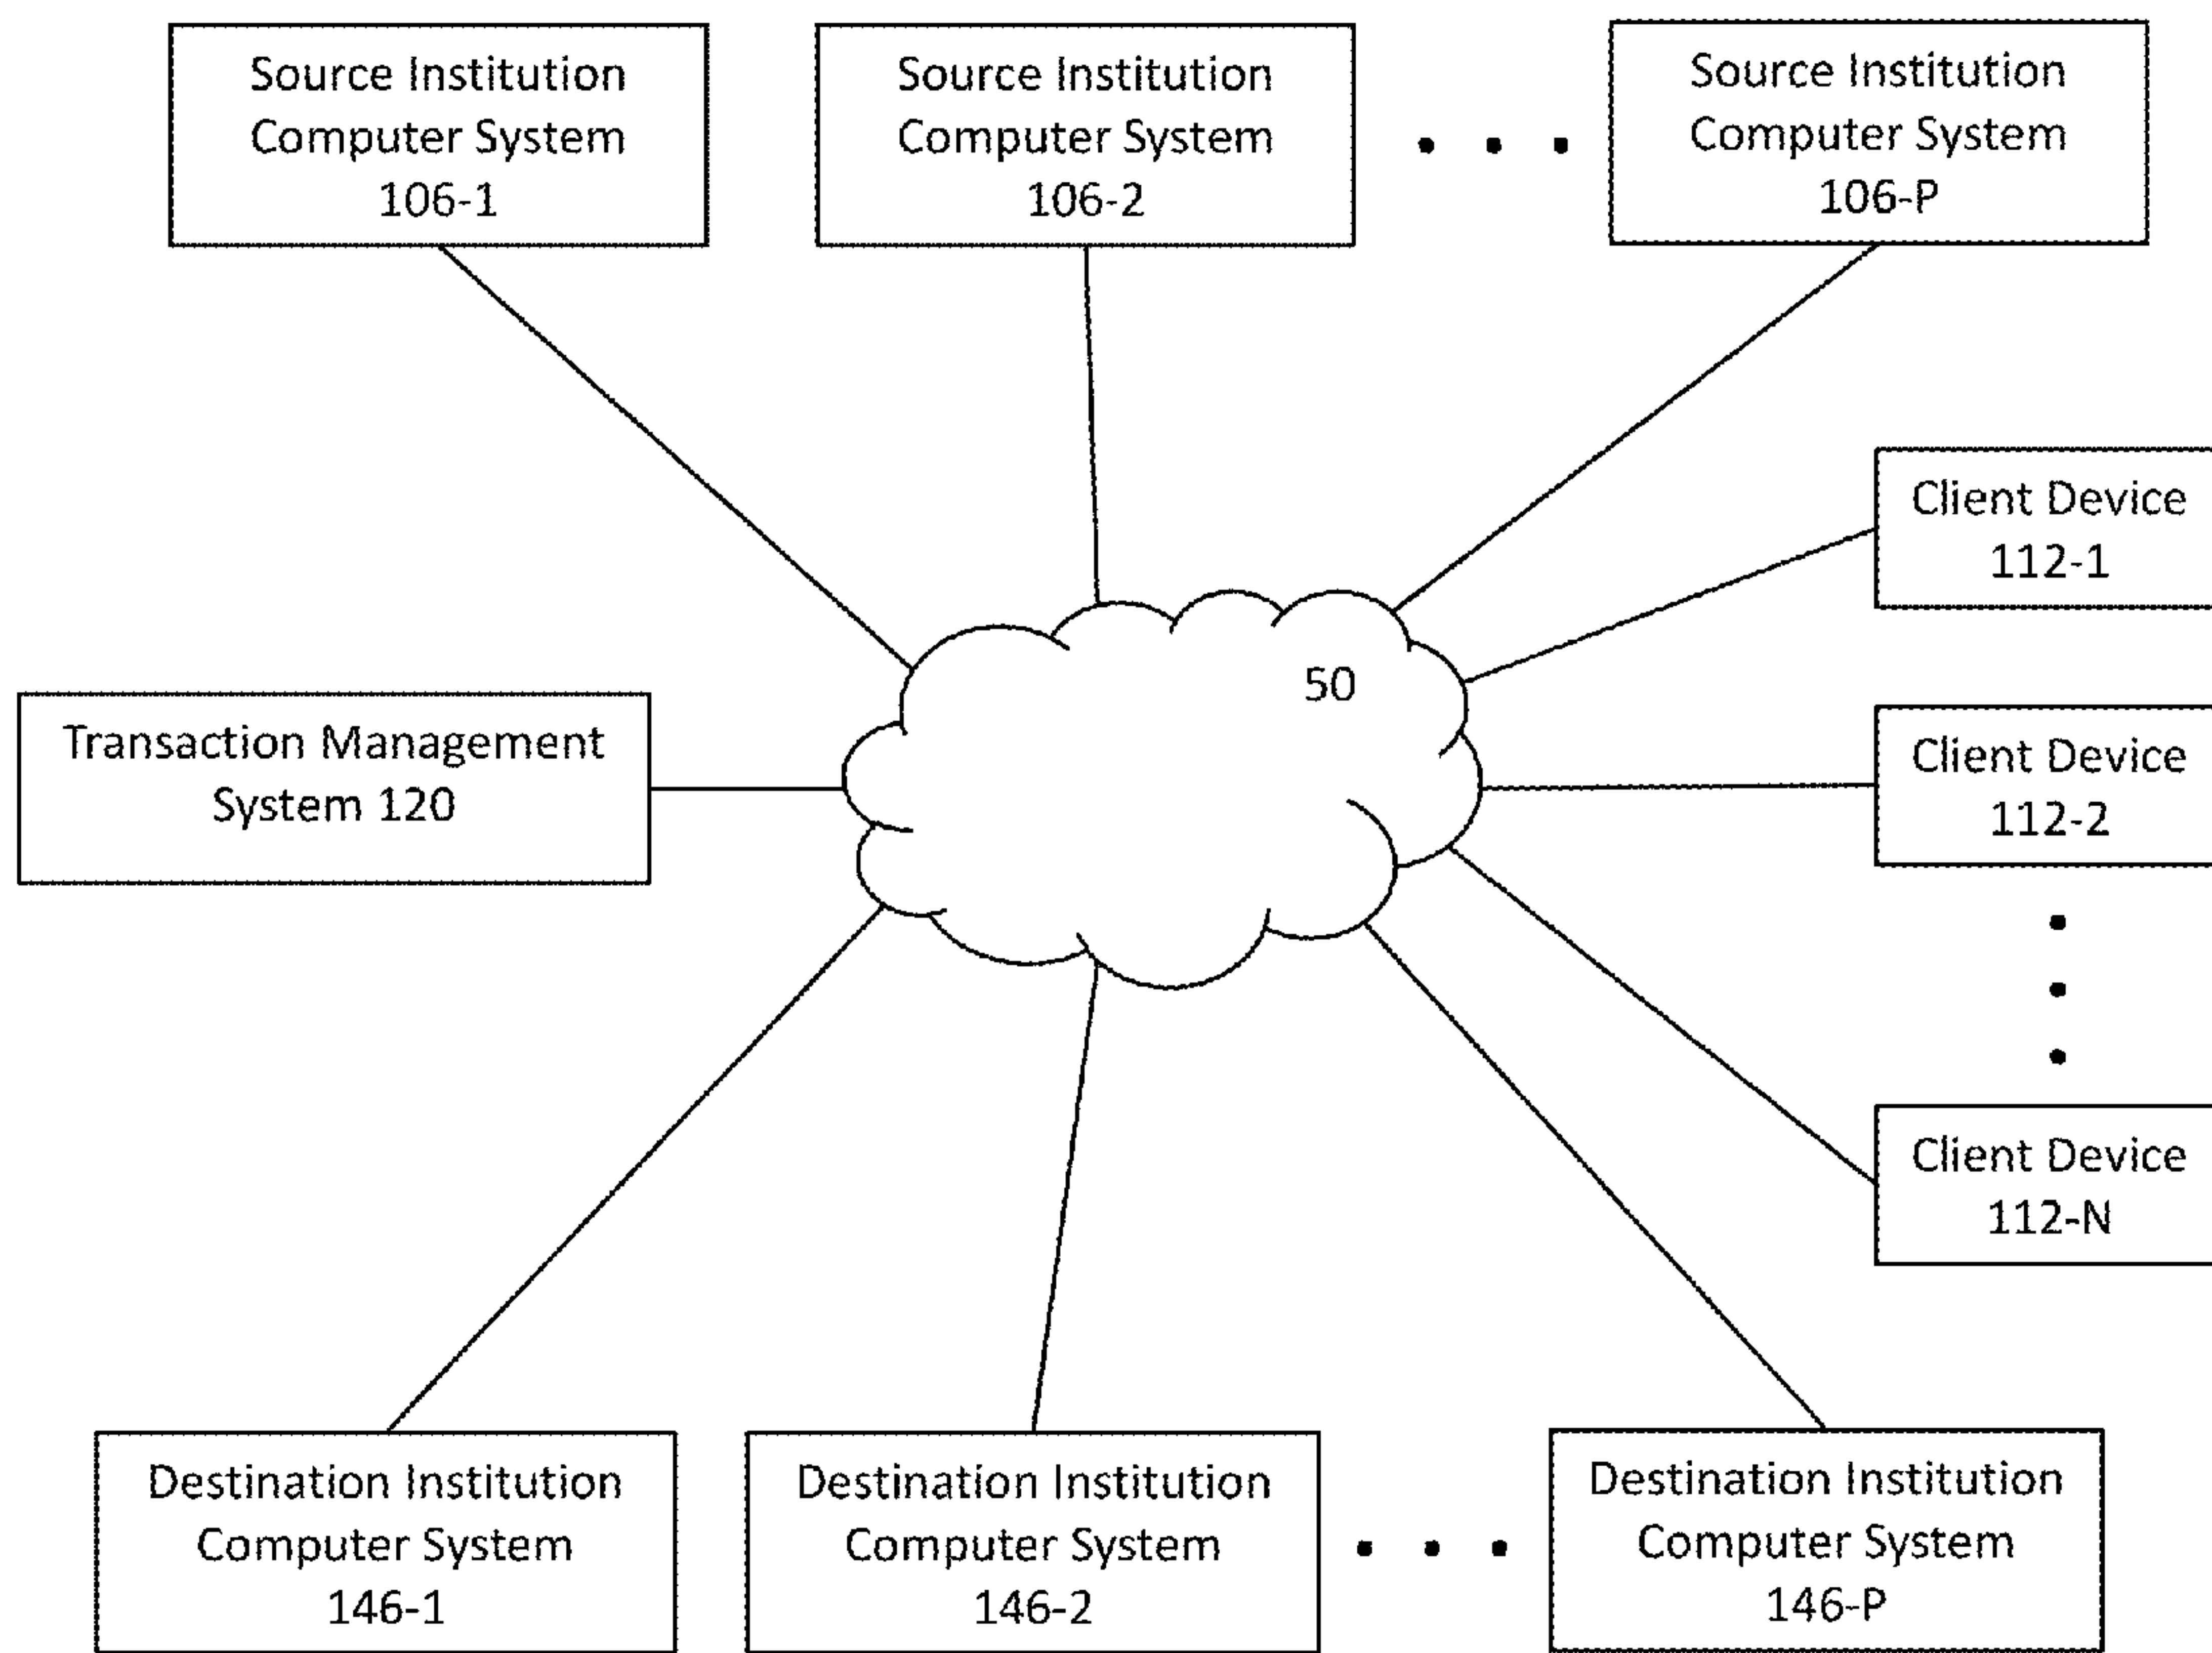 Source Institution
Computer System
106-1
Source Institution
Computer System
106-2
Source Institution
Computer System
106-P
Client Device
112-1
50
Transaction Management
System 120
Client Device
112-2
Client Device
112-N
Destination Institution
Computer System
146-1
Destination Institution
Computer System
146-2
Destination Institution
Computer System
146-P